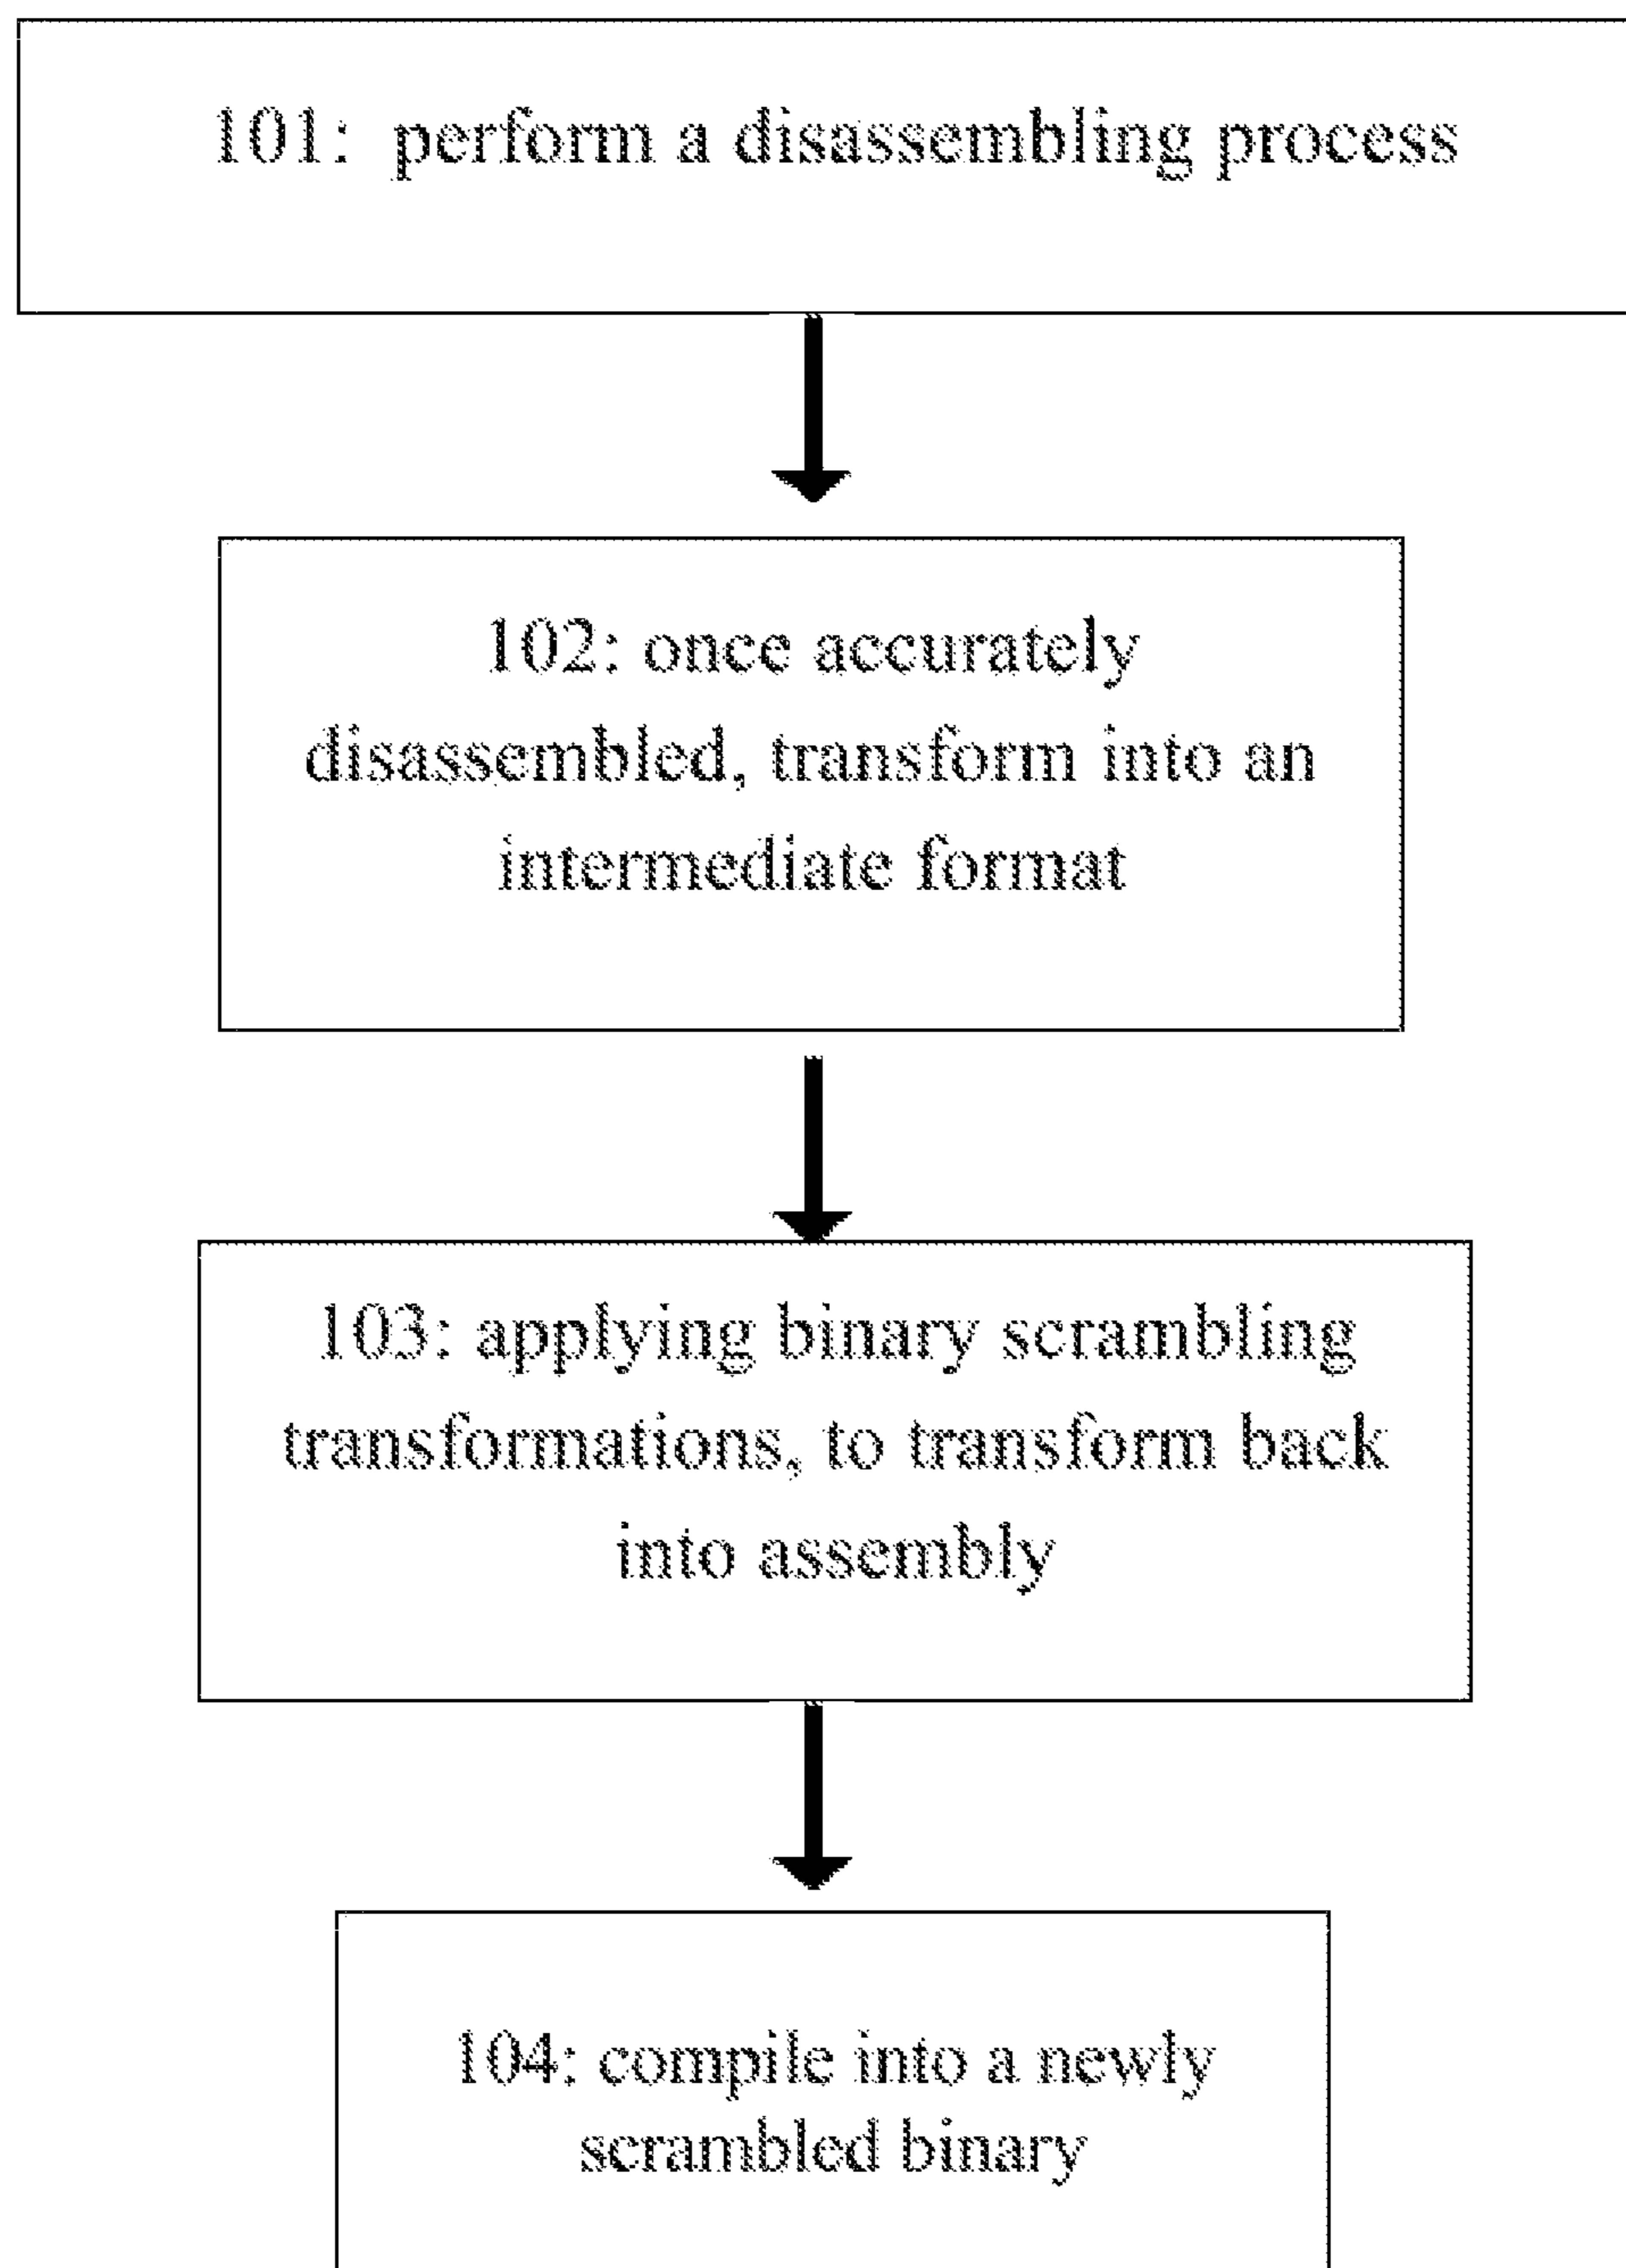 101: perform a disassembling process
102: once accurately
disassembled, transform into an
intermediate format
103: applying binary scrambling
transformations, to transform back
into assembly
104: compile into a newly
scrambled binary